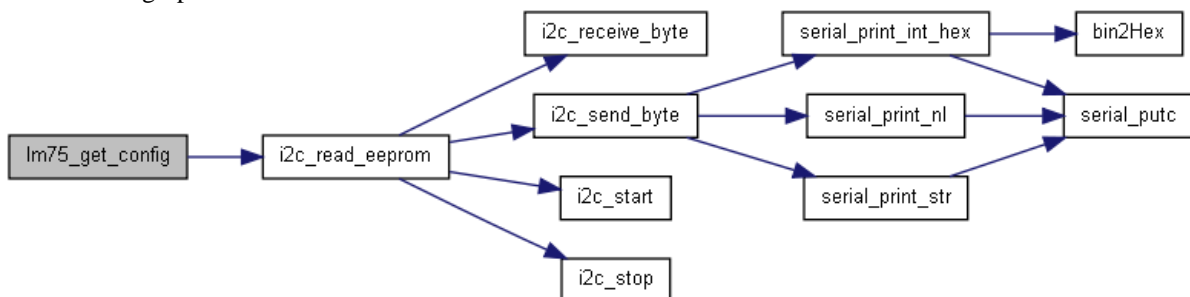 i2c_receive_byte
serial_print_int_hex
bin2Hex
i2c_send_byte
serial_print_nl
serial_putc
lm75_get_config
i2c_read_eeprom
i2c_start
serial_print_str
i2c_stop